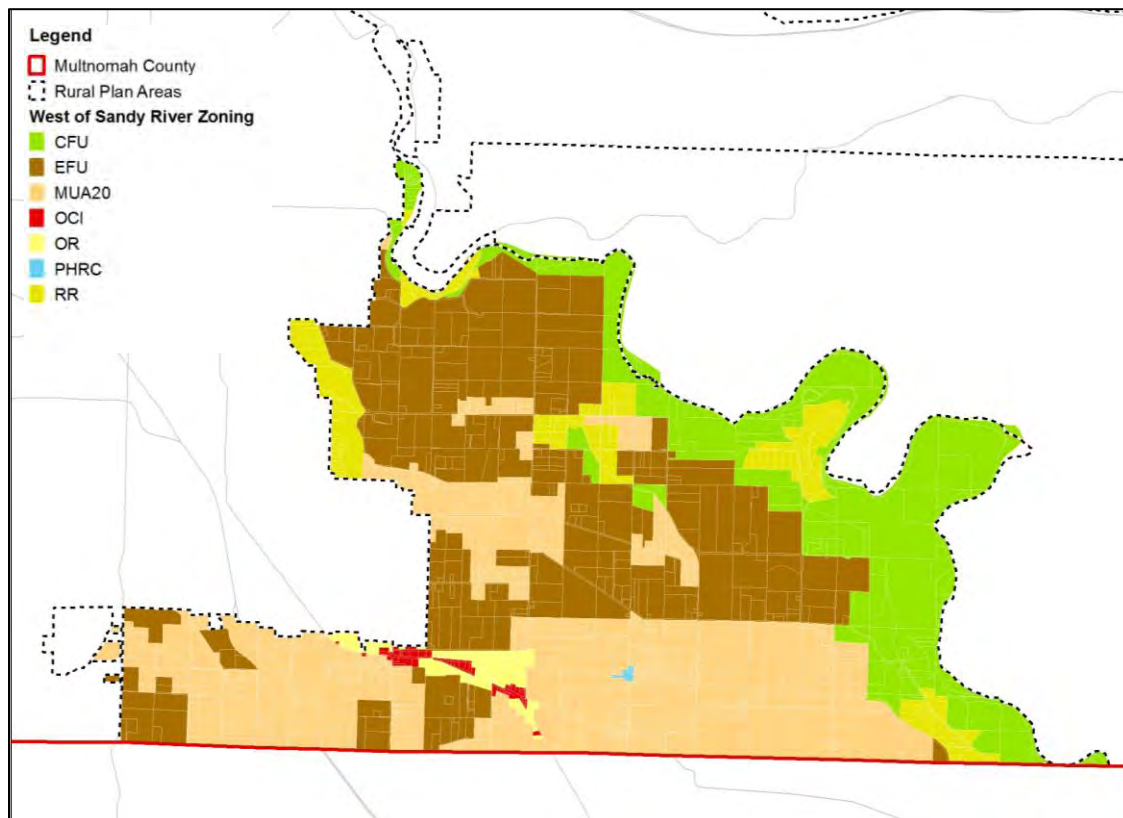 Legend
Multnomah County
Rural Plan Areas
West of Sandy River Zoning
CFU
EFU
MUA20
OCI
OR
PHRC
RR